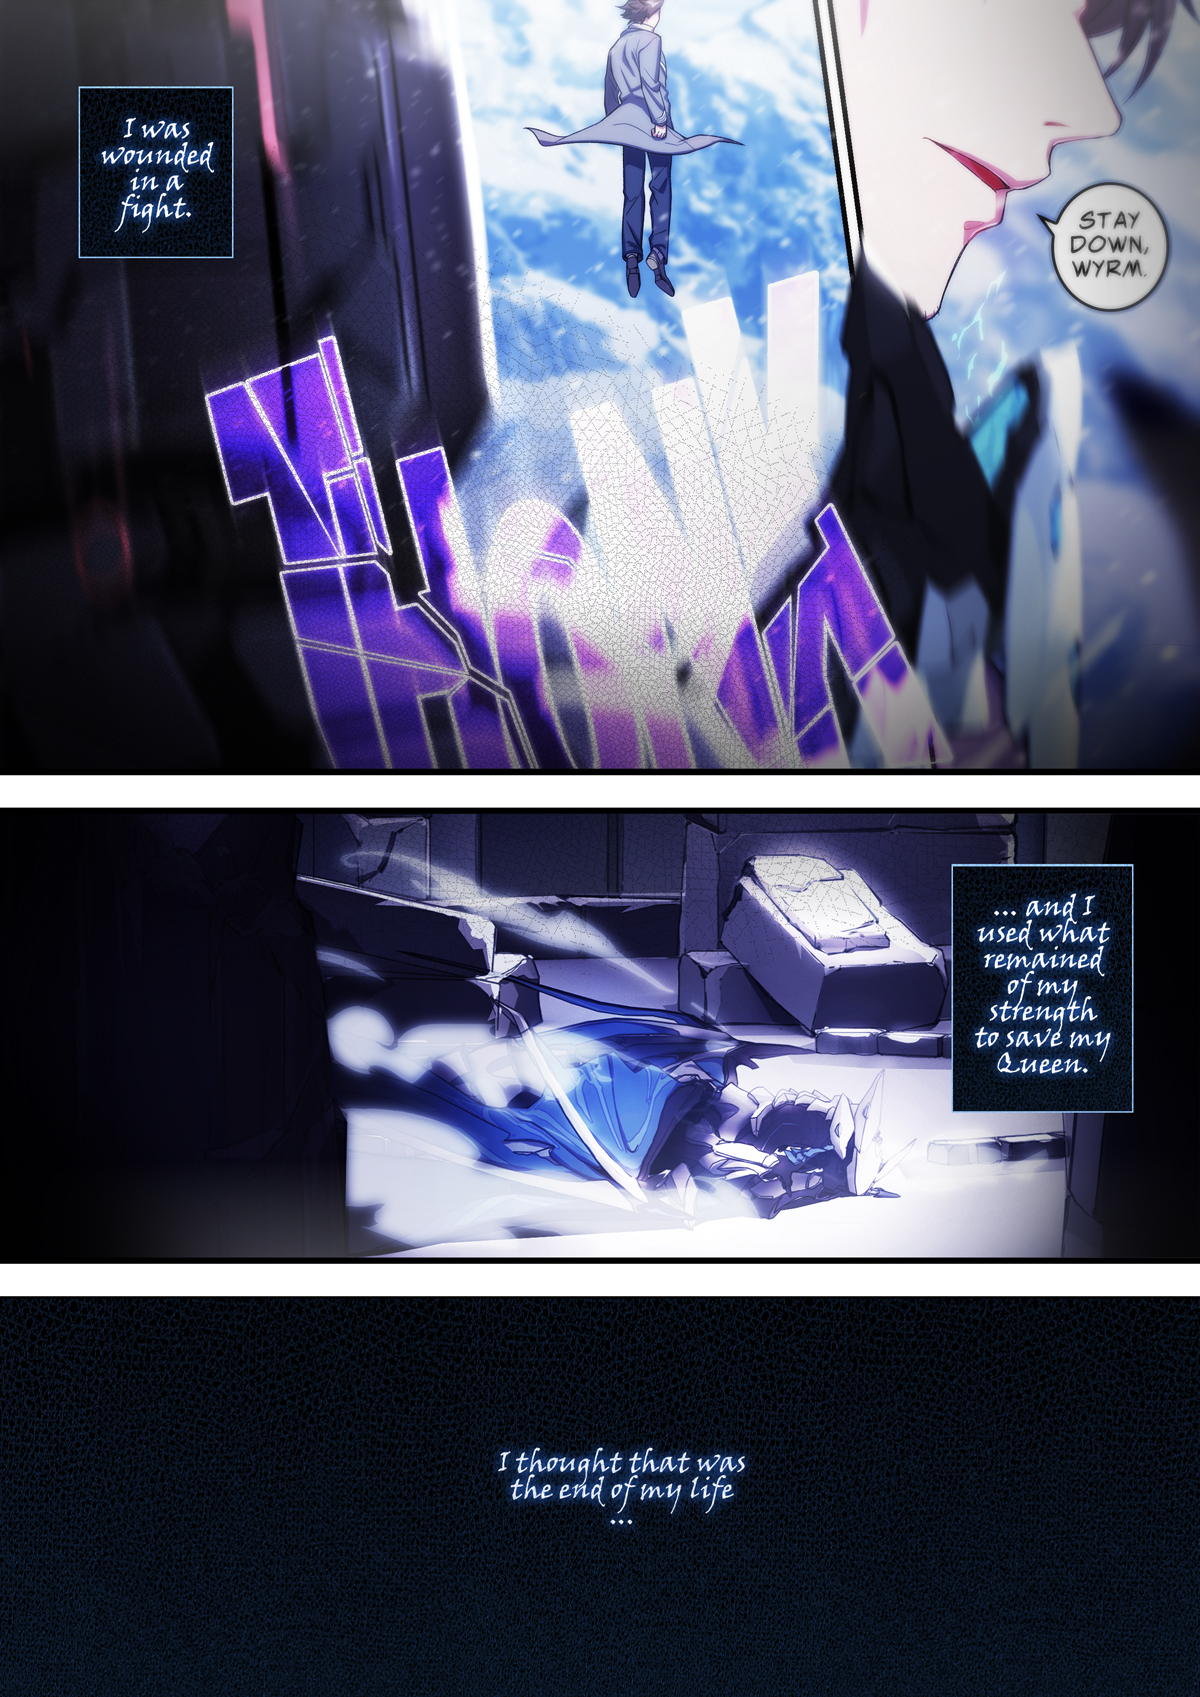 I was
wounded
in a
fight.
STAY
DOWN,
WYRM.
... and I
used what
remained
of my
strength
to save my
Queen.
I thought that was
the end of my life
...